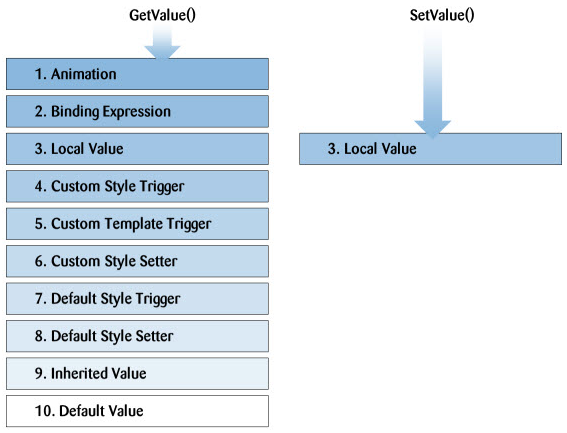 GetValue()
SetValue()
1. Animation
2. Binding Expression
3. Local Value
3. Local Value
4. Custom Style Trigger
5. Custom Template Trigger
6. Custom Style Setter
7. Default Style Trigger
8. Default Style Setter
9. Inherited Value
10. Default Value